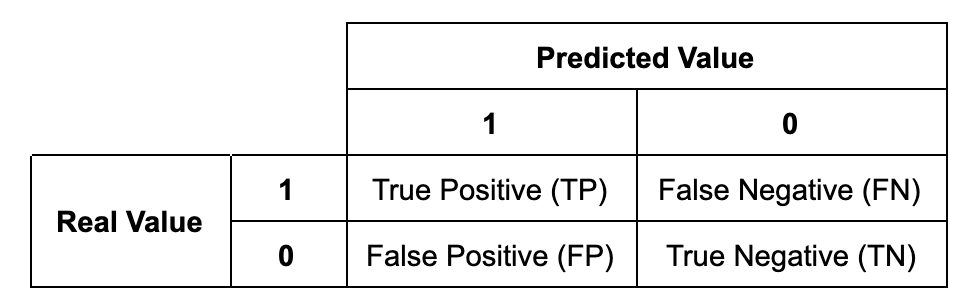 Predicted Value
1 0
Real Value
1 True Positive (TP) False Negative (FN)
0 False Positive (FP) True Negative (TN)